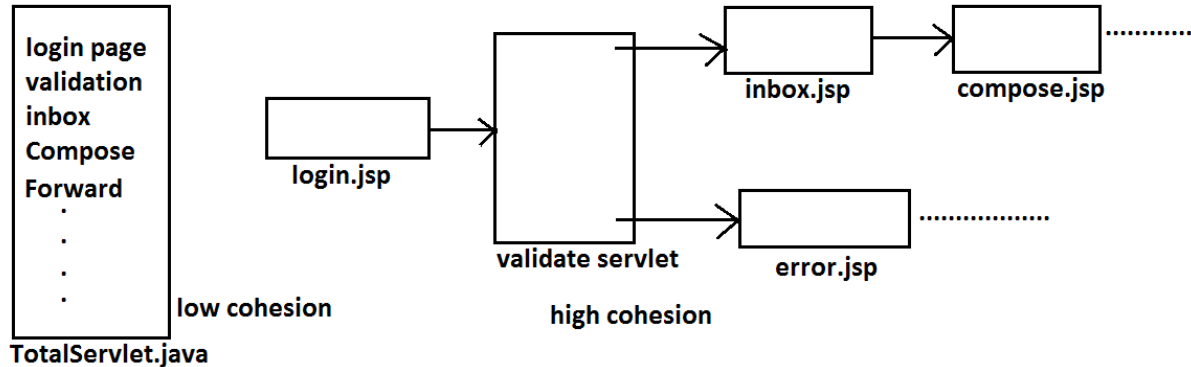 login page
validation
inbox
Compose
Forward
.
.
.
.
low cohesion
TotalServlet.java
login.jsp
validate servlet
inbox.jsp
compose.jsp
............
error.jsp
..................
high cohesion